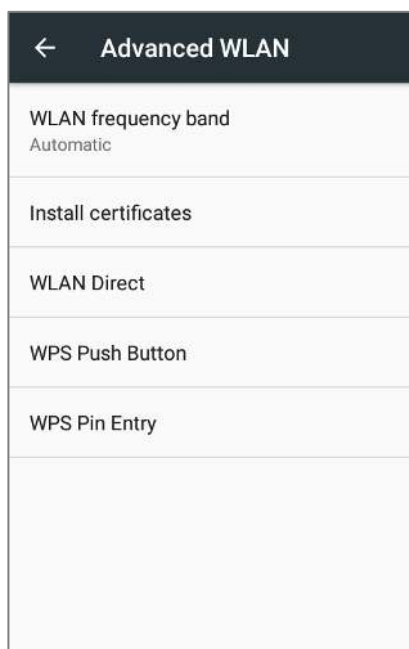 Advanced WLAN
WLAN frequency band
Automatic
Install certificates
WLAN Direct
WPS Push Button
WPS Pin Entry